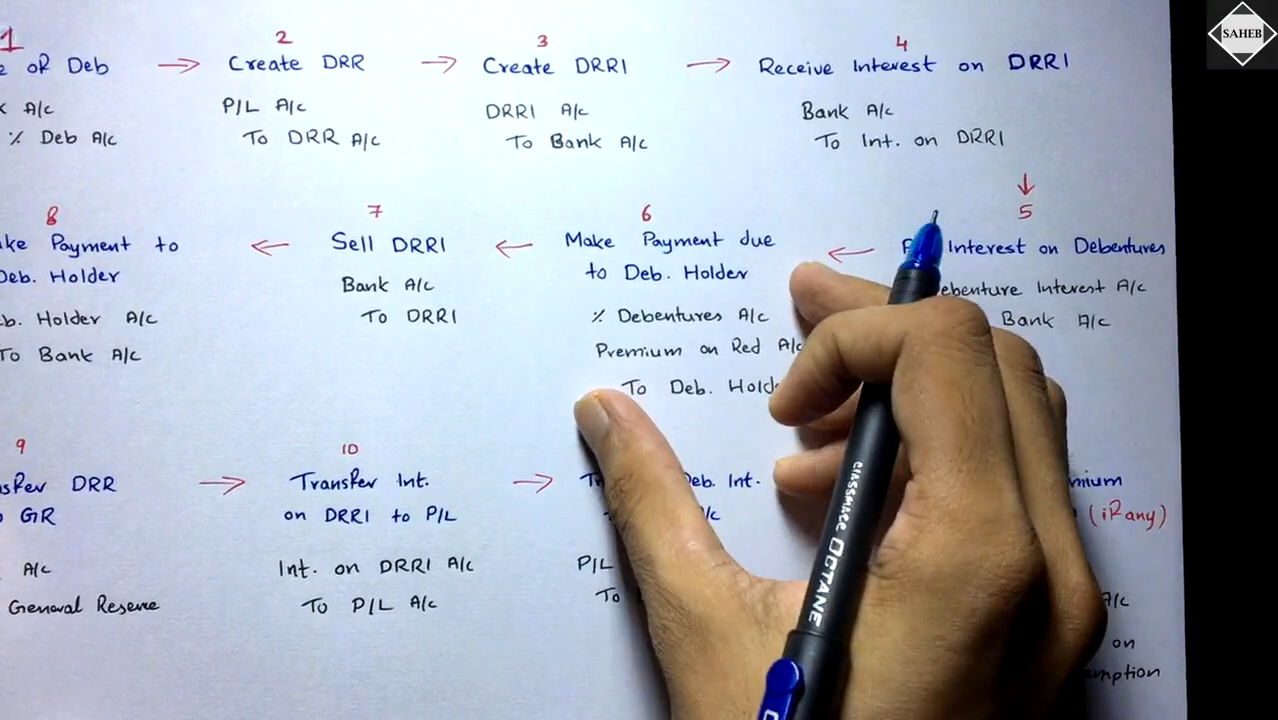 SAHEB
1 2 3 4
oR Deb → Create DRR → Create DRRI → Receive Interest on DRRI
A/c P/L A/c DRRI A/c Bank A/c
% Deb A/c To DRR A/c To Bank A/c To Int. on DRRI
8 7 6 5
Payment to ← Sell DRRI ← Make Payment due ← Interest on Debentures
Deb. Holder Bank A/c to Deb. Holder Interest A/c
Holder A/c To DRRI % Debentures A/c Bank A/c
To Bank A/c Premium on Red A/c
To Deb.
9 10
DRR → Transfer Int. → Deb. Int.
GR on DRRI to P/L (iR any)
A/c Int. on DRRI A/c P/L
General Reserve To P/L A/c To A/c
on
classmate OCTANE